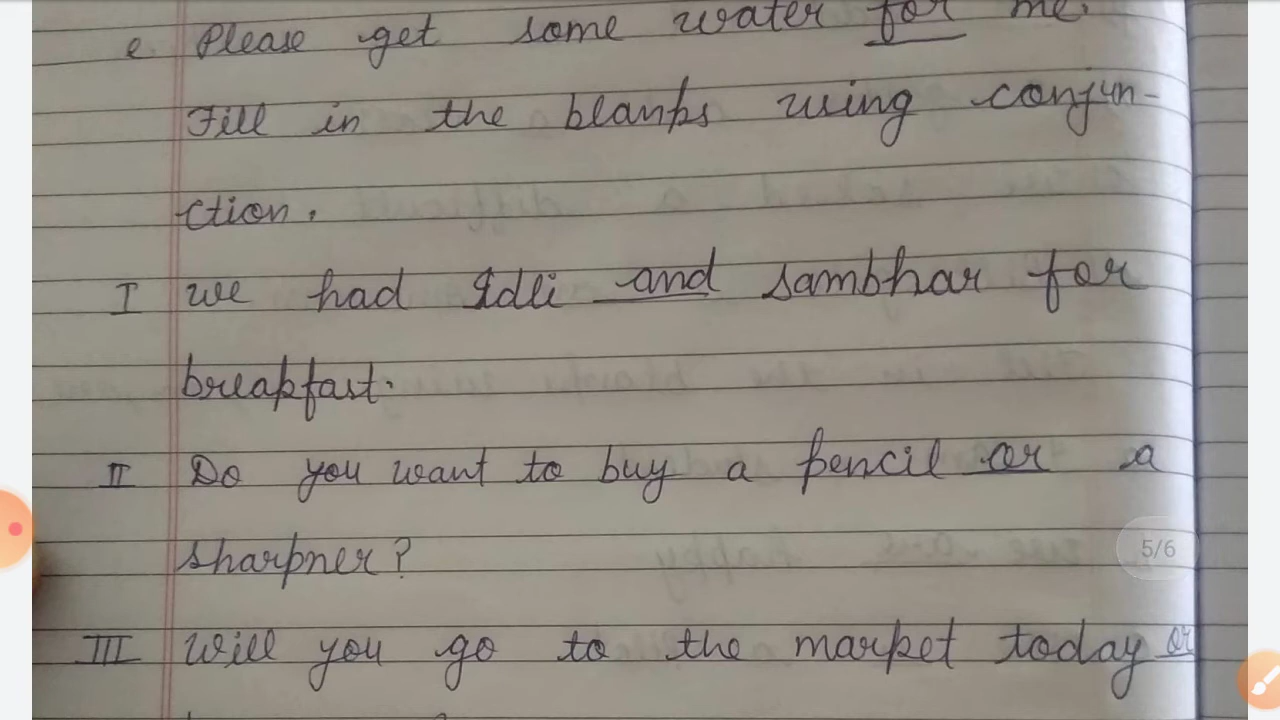 e. Please get some water for me.
Fill in the blanks using conjun-
ction.
I we had Idli and sambhar for
breakfast.
II Do you want to buy a pencil or a
sharpner?
5/6
III Will you go to the market today or